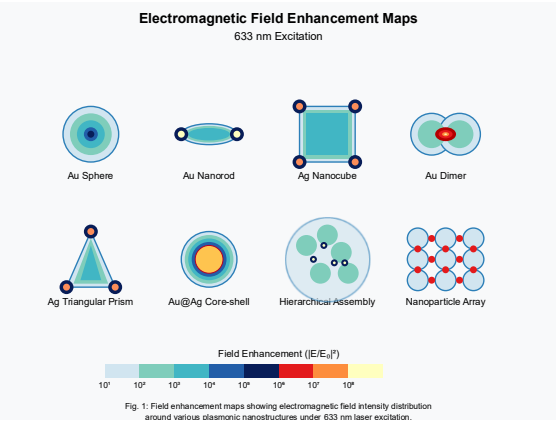 Electromagnetic Field Enhancement Maps
633 nm Excitation
Au Sphere
Au Nanorod
Ag Nanocube
Au Dimer
Ag Triangular Prism
Au@Ag Core-shell
Hierarchical Assembly
Nanoparticle Array
Field Enhancement (|E/E₀|²)
10¹ 10² 10³ 10⁴ 10⁵ 10⁶ 10⁷ 10⁸
Fig. 1: Field enhancement maps showing electromagnetic field intensity distribution
around various plasmonic nanostructures under 633 nm laser excitation.